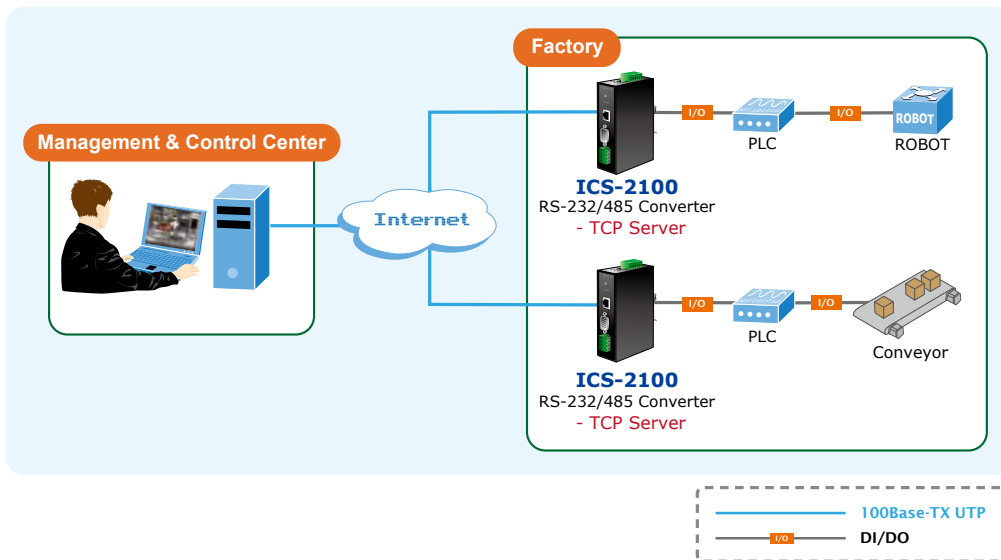 Factory
Management & Control Center
Internet
I/O
PLC
I/O
ROBOT
ROBOT
ICS-2100
RS-232/485 Converter
- TCP Server
I/O
PLC
I/O
Conveyor
ICS-2100
RS-232/485 Converter
- TCP Server
100Base-TX UTP
I/O
DI/DO